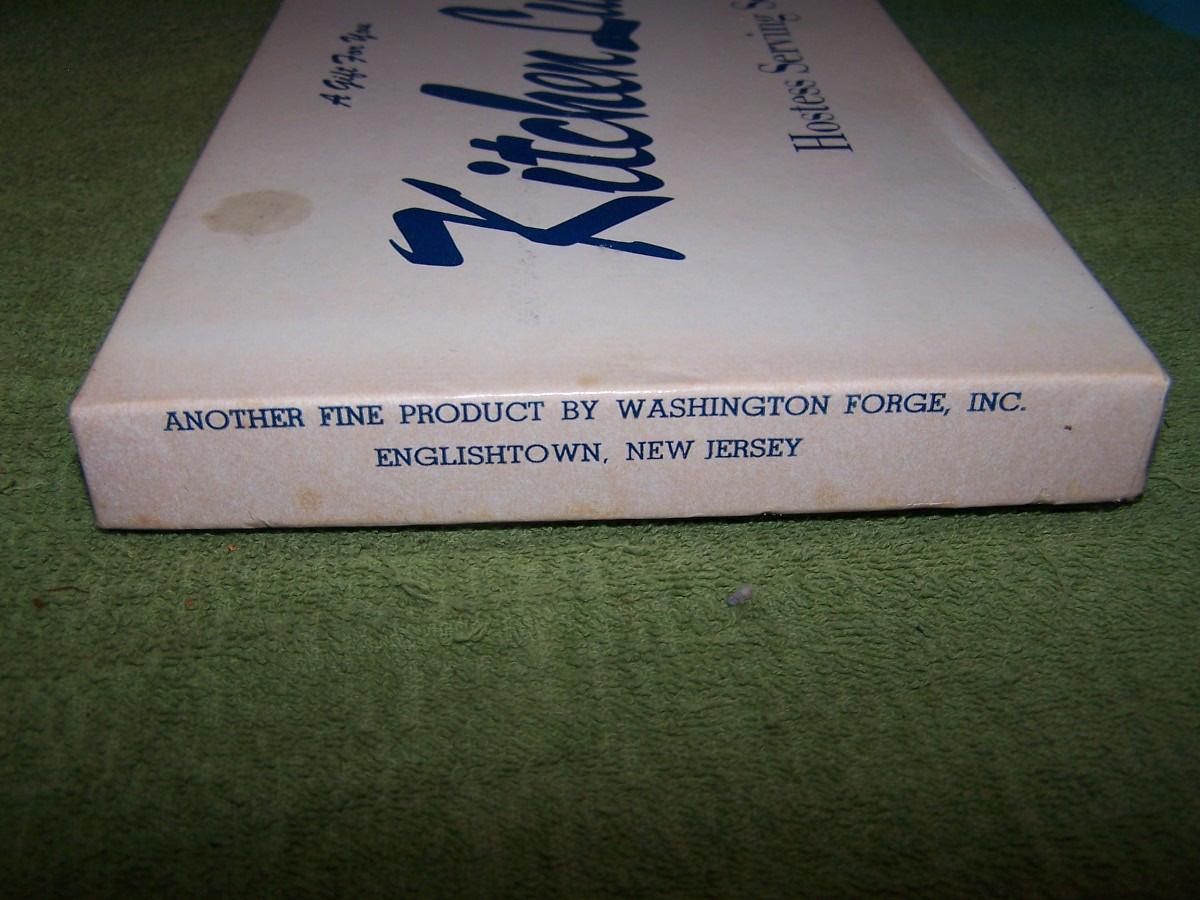 A Gift For You
Kitchen
Hostess Serving
ANOTHER FINE PRODUCT BY WASHINGTON FORGE, INC.
ENGLISHTOWN, NEW JERSEY